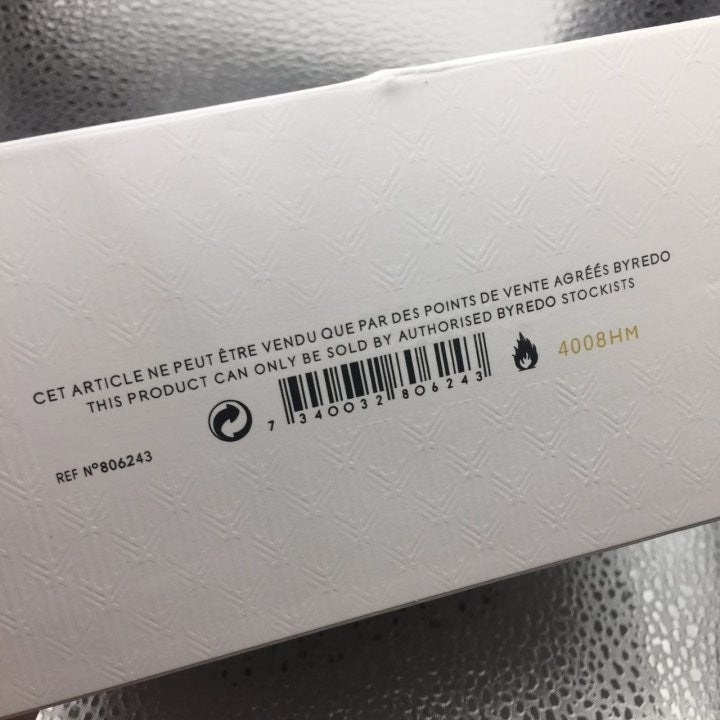 CET ARTICLE NE PEUT ÊTRE VENDU QUE PAR DES POINTS DE VENTE AGRÉÉS BYREDO
THIS PRODUCT CAN ONLY BE SOLD BY AUTHORISED BYREDO STOCKISTS
7 340032 806243
4008HM
REF Nº806243